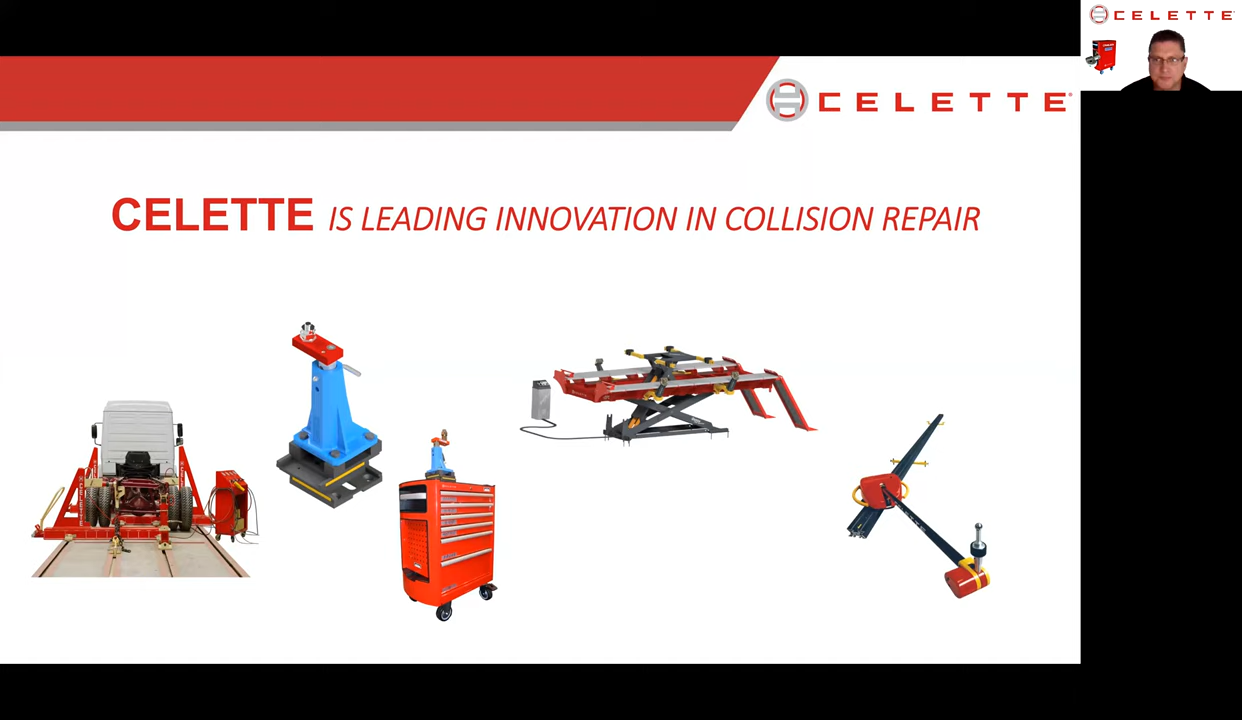 CELETTE
CELETTE®
CELETTE IS LEADING INNOVATION IN COLLISION REPAIR